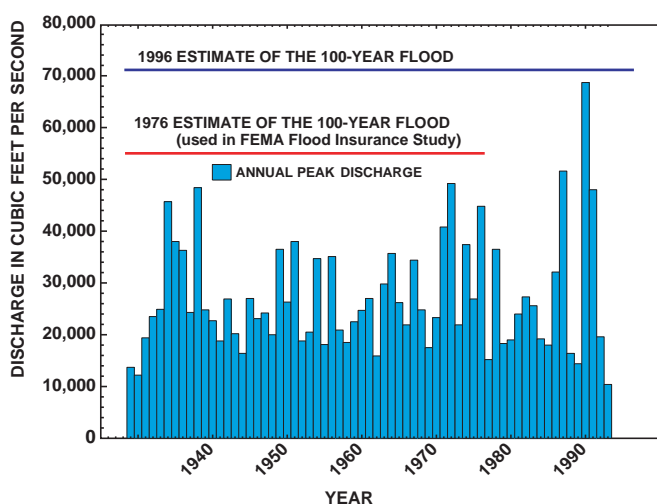 80,000
70,000
60,000
50,000
40,000
30,000
20,000
10,000
0
DISCHARGE IN CUBIC FEET PER SECOND
1996 ESTIMATE OF THE 100-YEAR FLOOD
1976 ESTIMATE OF THE 100-YEAR FLOOD
(used in FEMA Flood Insurance Study)
ANNUAL PEAK DISCHARGE
1940
1950
1960
1970
1980
1990
YEAR